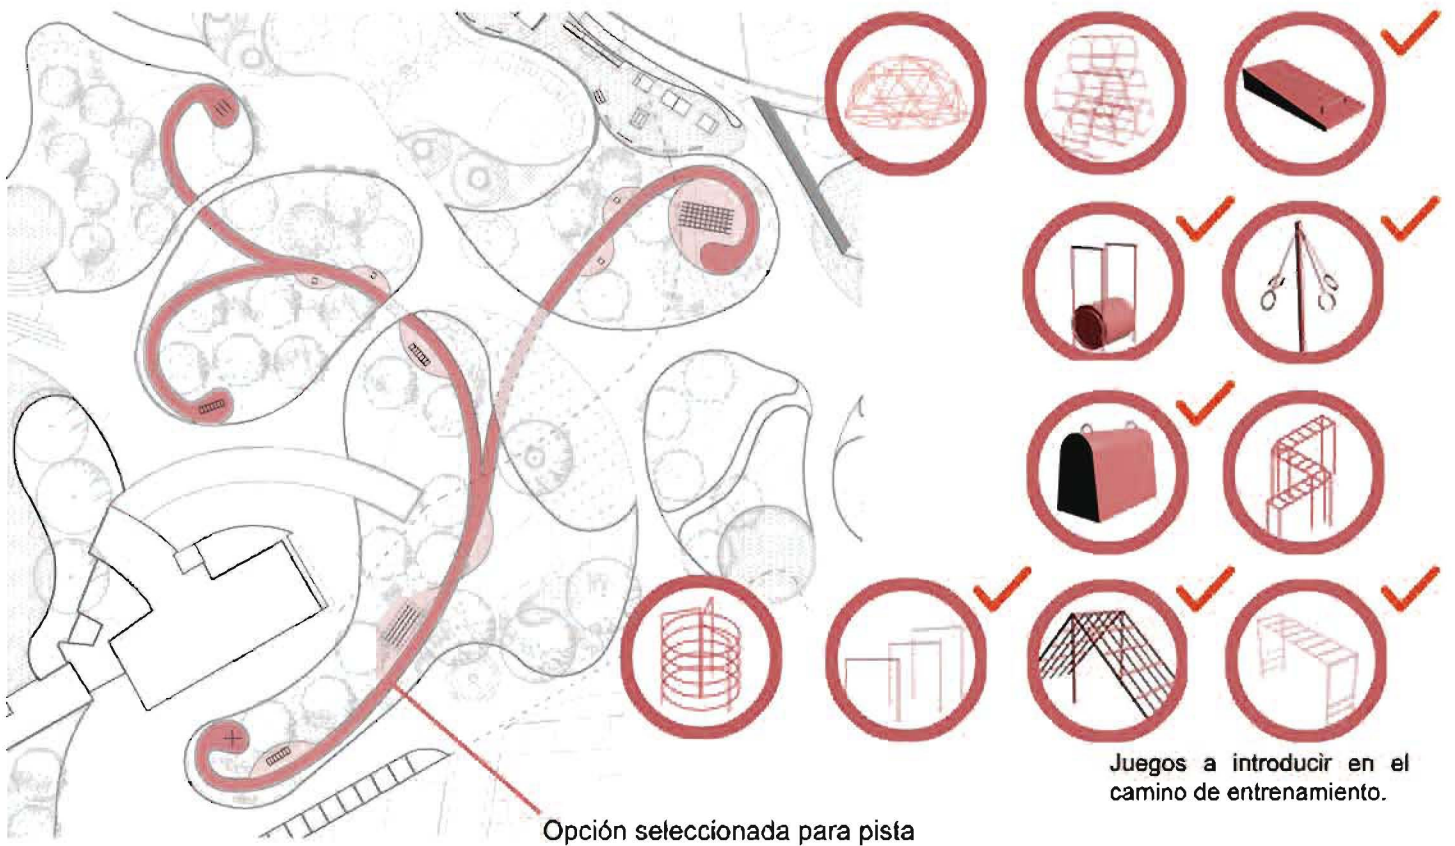 Juegos a introducir en el
camino de entrenamiento.
Opción seleccionada para pista